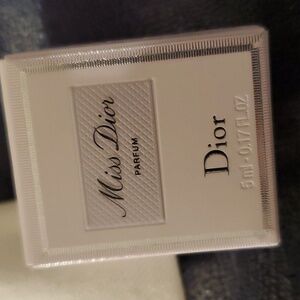 Miss Dior
PARFUM
Dior
5 ml - 0.17 FL.OZ